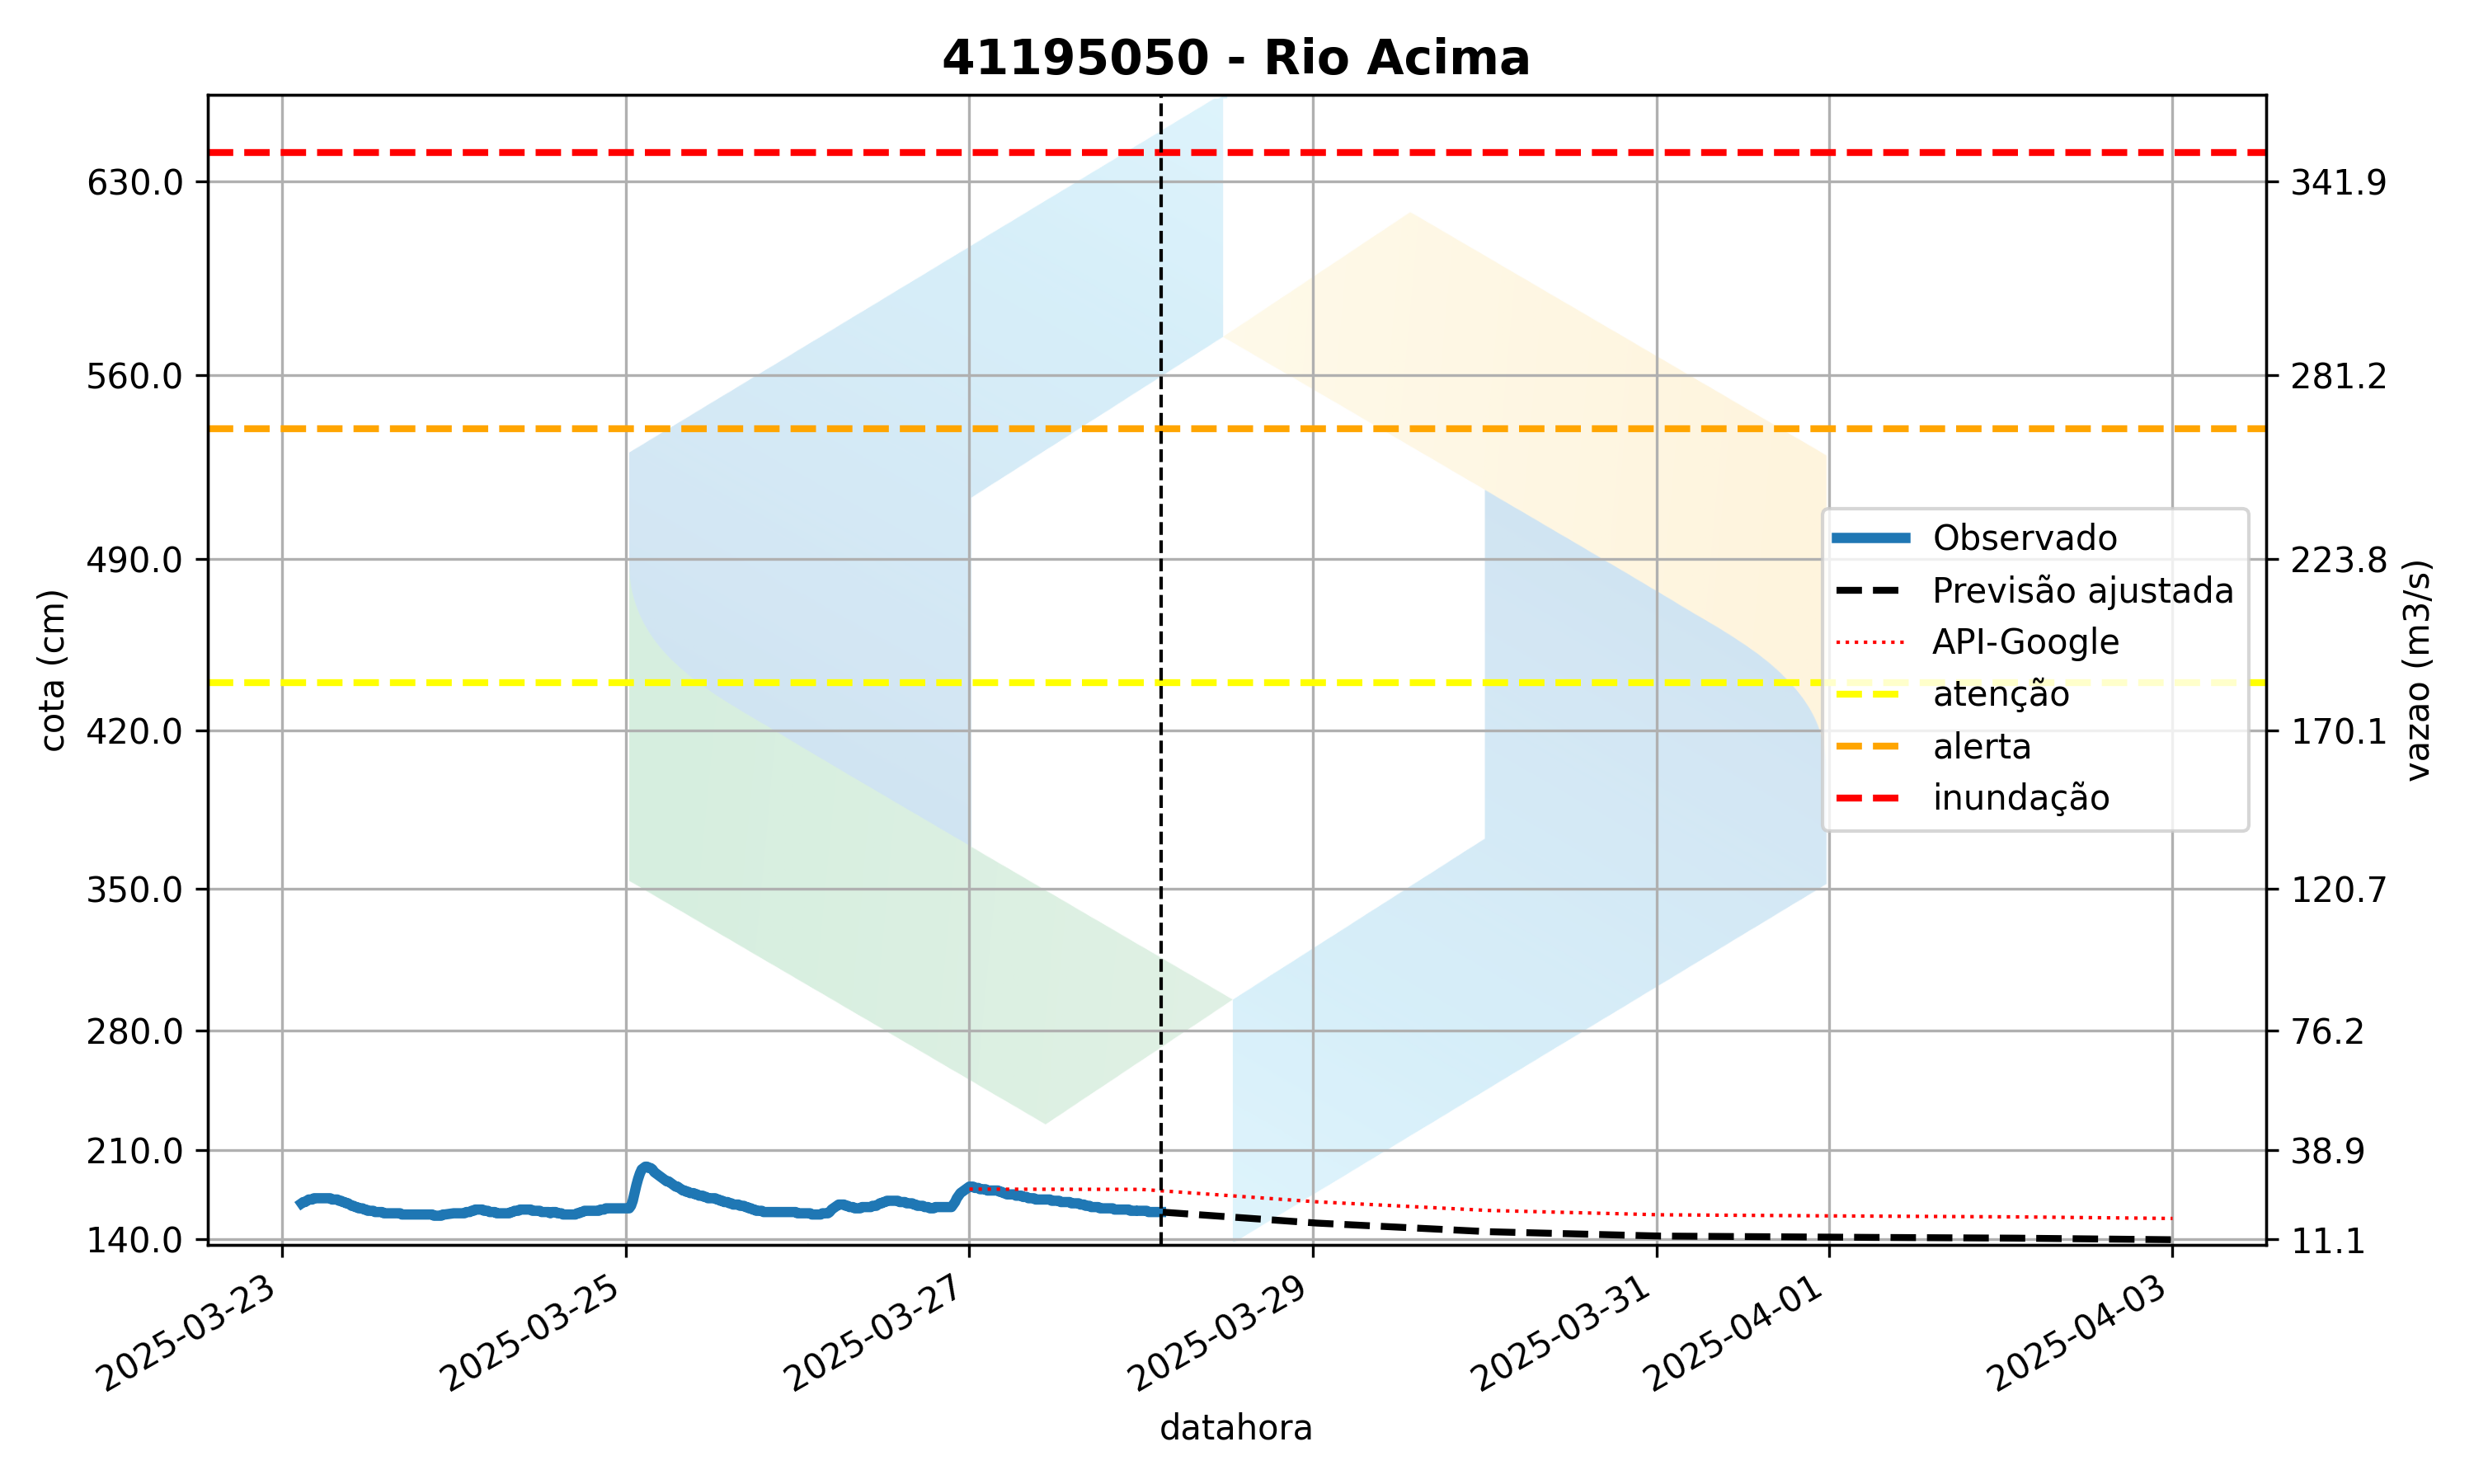 41195050 - Rio Acima
630.0
560.0
490.0
420.0
350.0
280.0
210.0
140.0
cota (cm)
341.9
281.2
223.8
170.1
120.7
76.2
38.9
11.1
vazao (m3/s)
Observado
Previsão ajustada
API-Google
atenção
alerta
inundação
2025-03-23
2025-03-25
2025-03-27
2025-03-29
2025-03-31
2025-04-01
2025-04-03
datahora